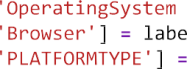 'OperatingSystem
'Browser'] = labe
'PLATFORMTYPE'] =